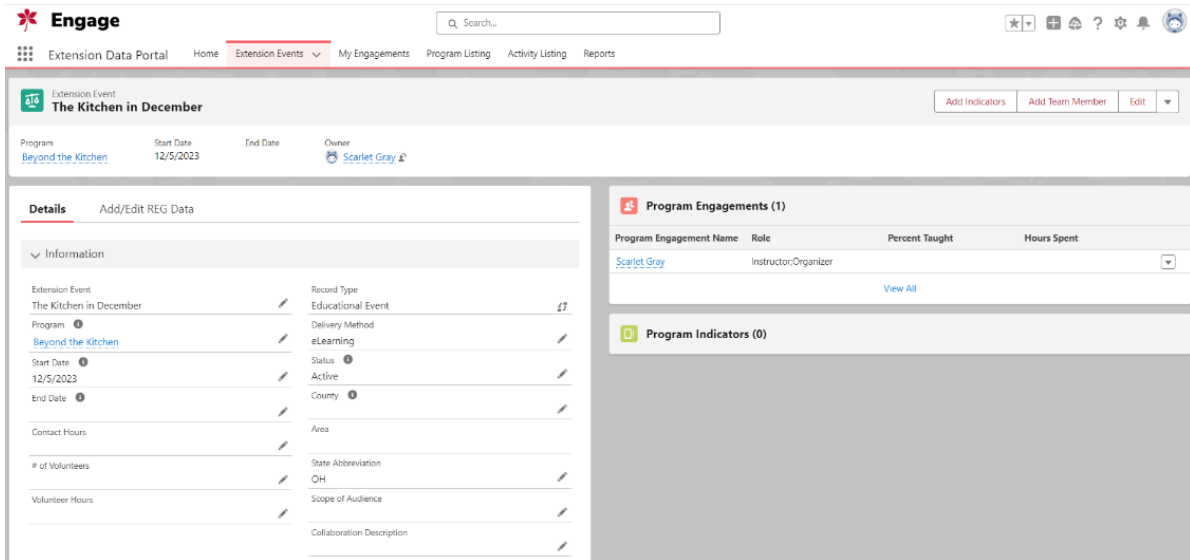 Engage
Search...
Extension Data Portal Home Extension Events My Engagements Program Listing Activity Listing Reports
Extension Event
The Kitchen in December
Add Indicators Add Team Member Edit
Program Start Date End Date Owner
Beyond the Kitchen 12/5/2023 Scarlet Gray
Details Add/Edit REG Data
Information
Extension Event
The Kitchen in December
Program
Beyond the Kitchen
Start Date
12/5/2023
End Date
Contact Hours
# of Volunteers
Volunteer Hours
Record Type
Educational Event
Delivery Method
eLearning
Status
Active
County
Area
State Abbreviation
OH
Scope of Audience
Collaboration Description
Program Engagements (1)
Program Engagement Name Role Percent Taught Hours Spent
Scarlet Gray Instructor;Organizer
View All
Program Indicators (0)